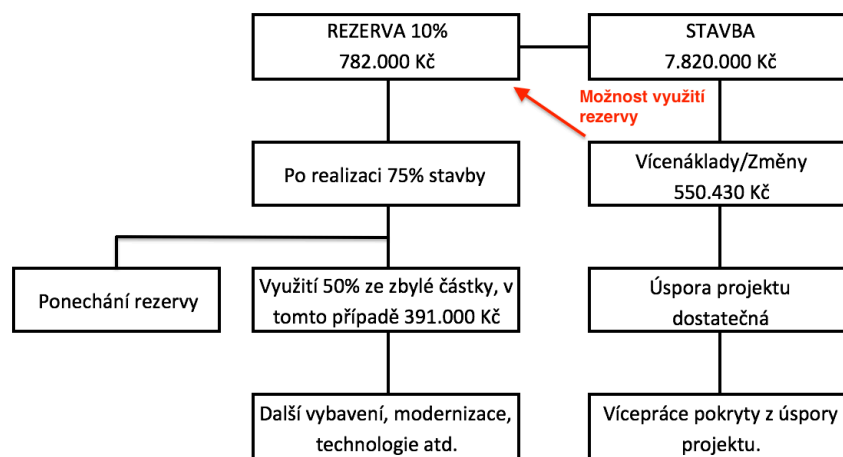 REZERVA 10%
782.000 Kč
STAVBA
7.820.000 Kč
Možnost využití
rezervy
Po realizaci 75% stavby
Vícenáklady/Změny
550.430 Kč
Ponechání rezervy
Využití 50% ze zbylé částky, v
tomto případě 391.000 Kč
Úspora projektu
dostatečná
Další vybavení, modernizace,
technologie atd.
Vícepráce pokryty z úspory
projektu.